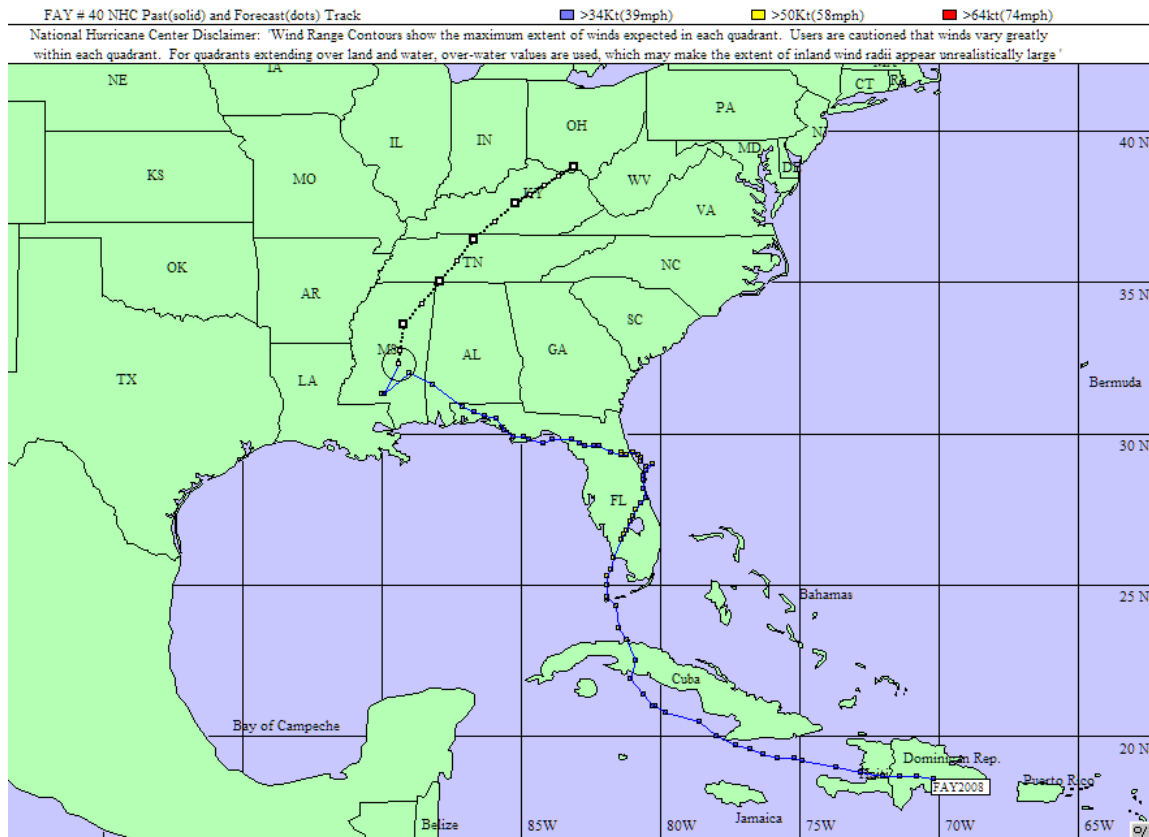 FAY # 40 NHC Past(solid) and Forecast(dots) Track >34Kt(39mph) >50Kt(58mph) >64kt(74mph)
National Hurricane Center Disclaimer: 'Wind Range Contours show the maximum extent of winds expected in each quadrant. Users are cautioned that winds vary greatly
within each quadrant. For quadrants extending over land and water, over-water values are used, which may make the extent of inland wind radii appear unrealistically large '
NE IA MA
CT RI
PA
IL IN OH NJ
40 N
MD
DE
KS MO WV
KY
VA
OK TN NC
35 N
AR
SC
MS AL GA
TX LA
Bermuda
30 N
FL
25 N
Bahamas
Cuba
Bay of Campeche
20 N
Dominican Rep.
Haiti
Puerto Rico
FAY2008
Jamaica
Belize 85W 80W 75W 70W 65W